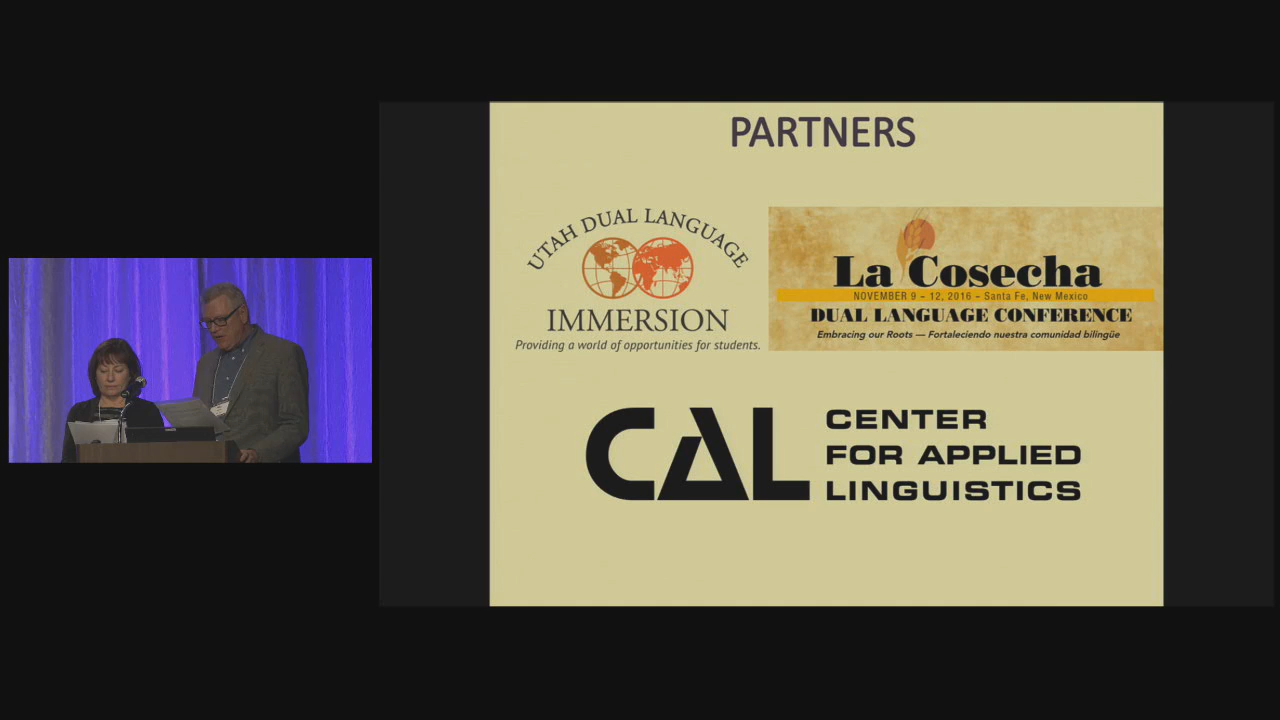 PARTNERS
UTAH DUAL LANGUAGE
IMMERSION
Providing a world of opportunities for students.
La Cosecha
NOVEMBER 9 – 12, 2016 – Santa Fe, New Mexico
DUAL LANGUAGE CONFERENCE
Embracing our Roots — Fortaleciendo nuestra comunidad bilingüe
CAL
CENTER
FOR APPLIED
LINGUISTICS